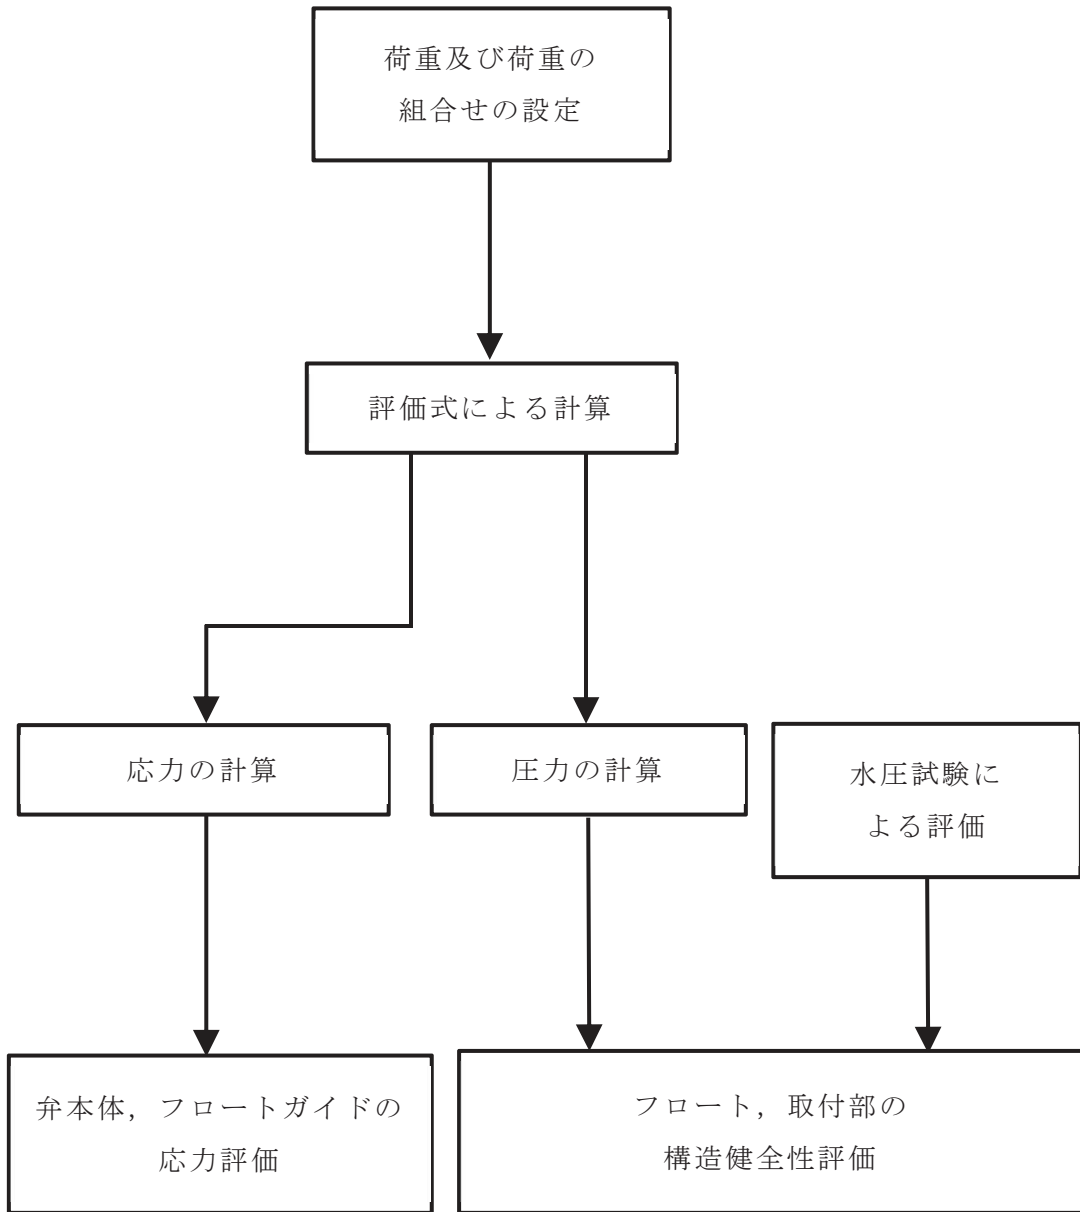 荷重及び荷重の
組合せの設定
評価式による計算
応力の計算
圧力の計算
水圧試験に
よる評価
弁本体，フロートガイドの
応力評価
フロート，取付部の
構造健全性評価